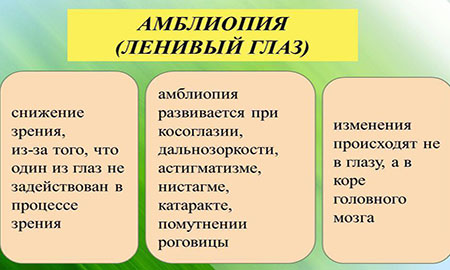 АМБЛИОПИЯ
(ЛЕНИВЫЙ ГЛАЗ)
снижение
зрения,
из-за того, что
один из глаз не
задействован в
процессе
зрения
амблиопия
развивается при
косоглазии,
дальнозоркости,
астигматизме,
нистагме,
катаракте,
помутнении
роговицы
изменения
происходят не
в глазу, а в
коре
головного
мозга